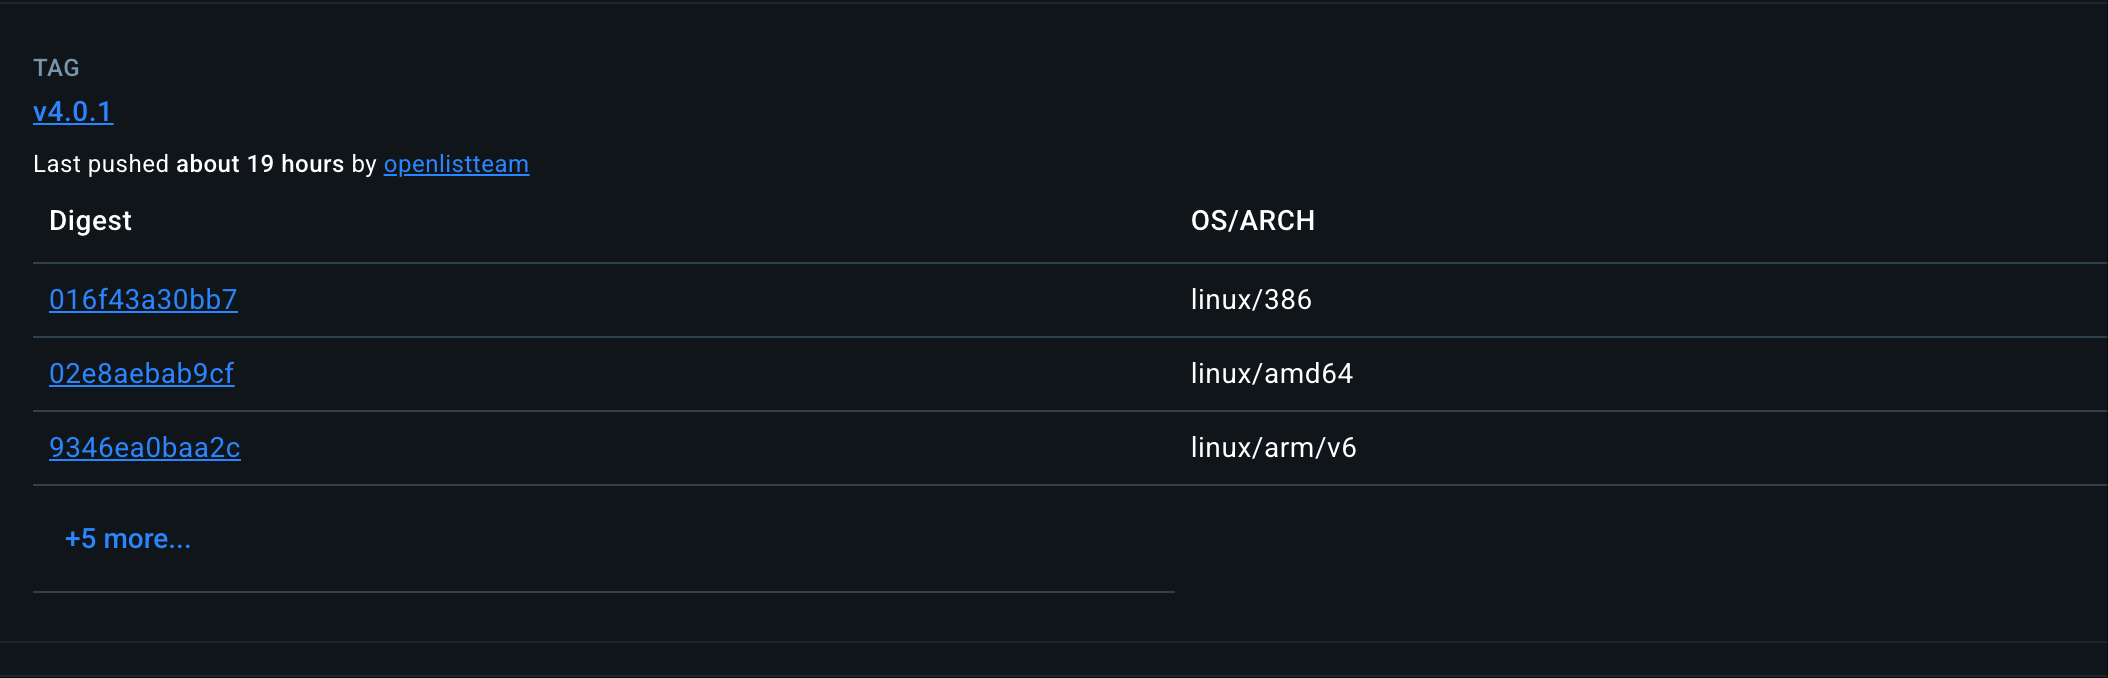 TAG
v4.0.1
Last pushed about 19 hours by openlistteam
Digest OS/ARCH
016f43a30bb7 linux/386
02e8aebab9cf linux/amd64
9346ea0baa2c linux/arm/v6
+5 more...